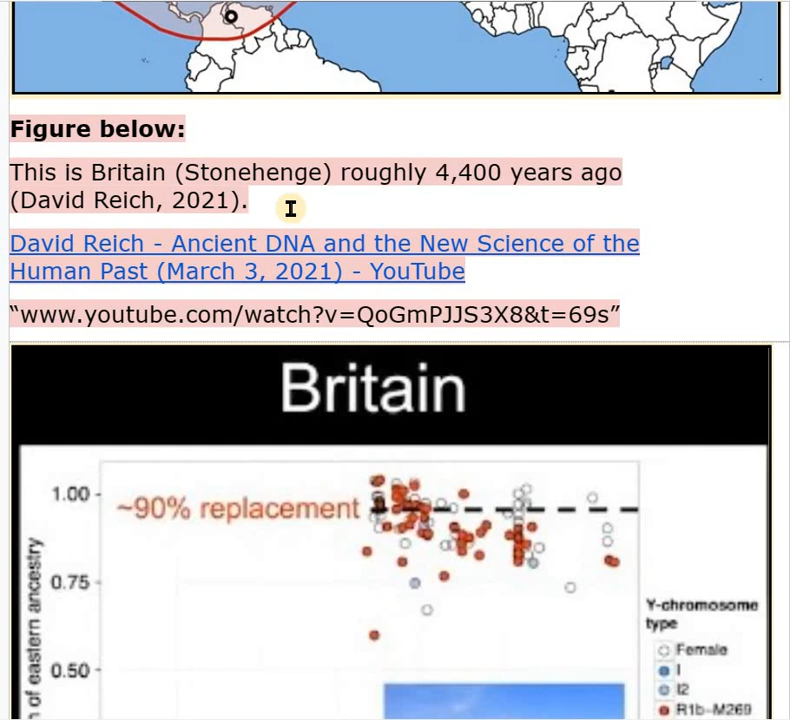 Figure below:
This is Britain (Stonehenge) roughly 4,400 years ago
(David Reich, 2021).
David Reich - Ancient DNA and the New Science of the
Human Past (March 3, 2021) - YouTube
“www.youtube.com/watch?v=QoGmPJJS3X8&t=69s”
Britain
1.00
~90% replacement
0.75
0.50
n of eastern ancestry
Y-chromosome
type
Female
I
I2
R1b-M269